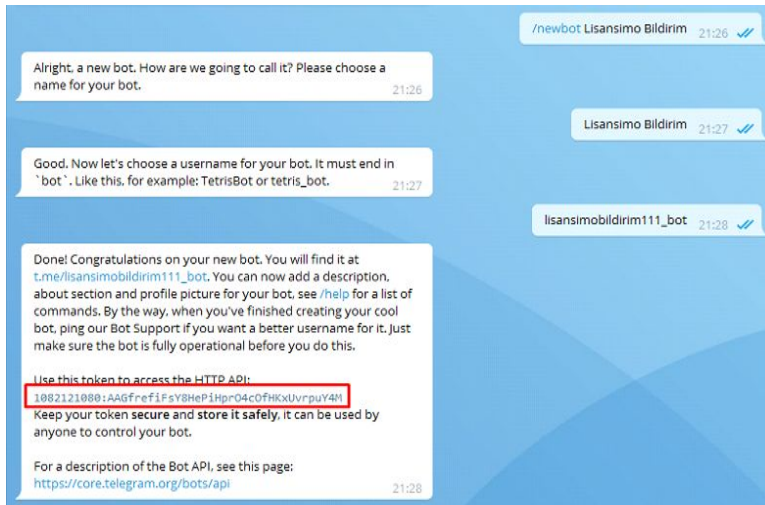 /newbot Lisansimo Bildirim 21:26
Alright, a new bot. How are we going to call it? Please choose a
name for your bot. 21:26
Lisansimo Bildirim 21:27
Good. Now let's choose a username for your bot. It must end in
`bot`. Like this, for example: TetrisBot or tetris_bot. 21:27
lisansimobildirim111_bot 21:28
Done! Congratulations on your new bot. You will find it at
t.me/lisansimobildirim111_bot. You can now add a description,
about section and profile picture for your bot, see /help for a list of
commands. By the way, when you've finished creating your cool
bot, ping our Bot Support if you want a better username for it. Just
make sure the bot is fully operational before you do this.
Use this token to access the HTTP API:
1082121080:AAGfrefiFsY8HePiHprO4cOfHKxUvrpuY4M
Keep your token secure and store it safely, it can be used by
anyone to control your bot.
For a description of the Bot API, see this page:
https://core.telegram.org/bots/api 21:28